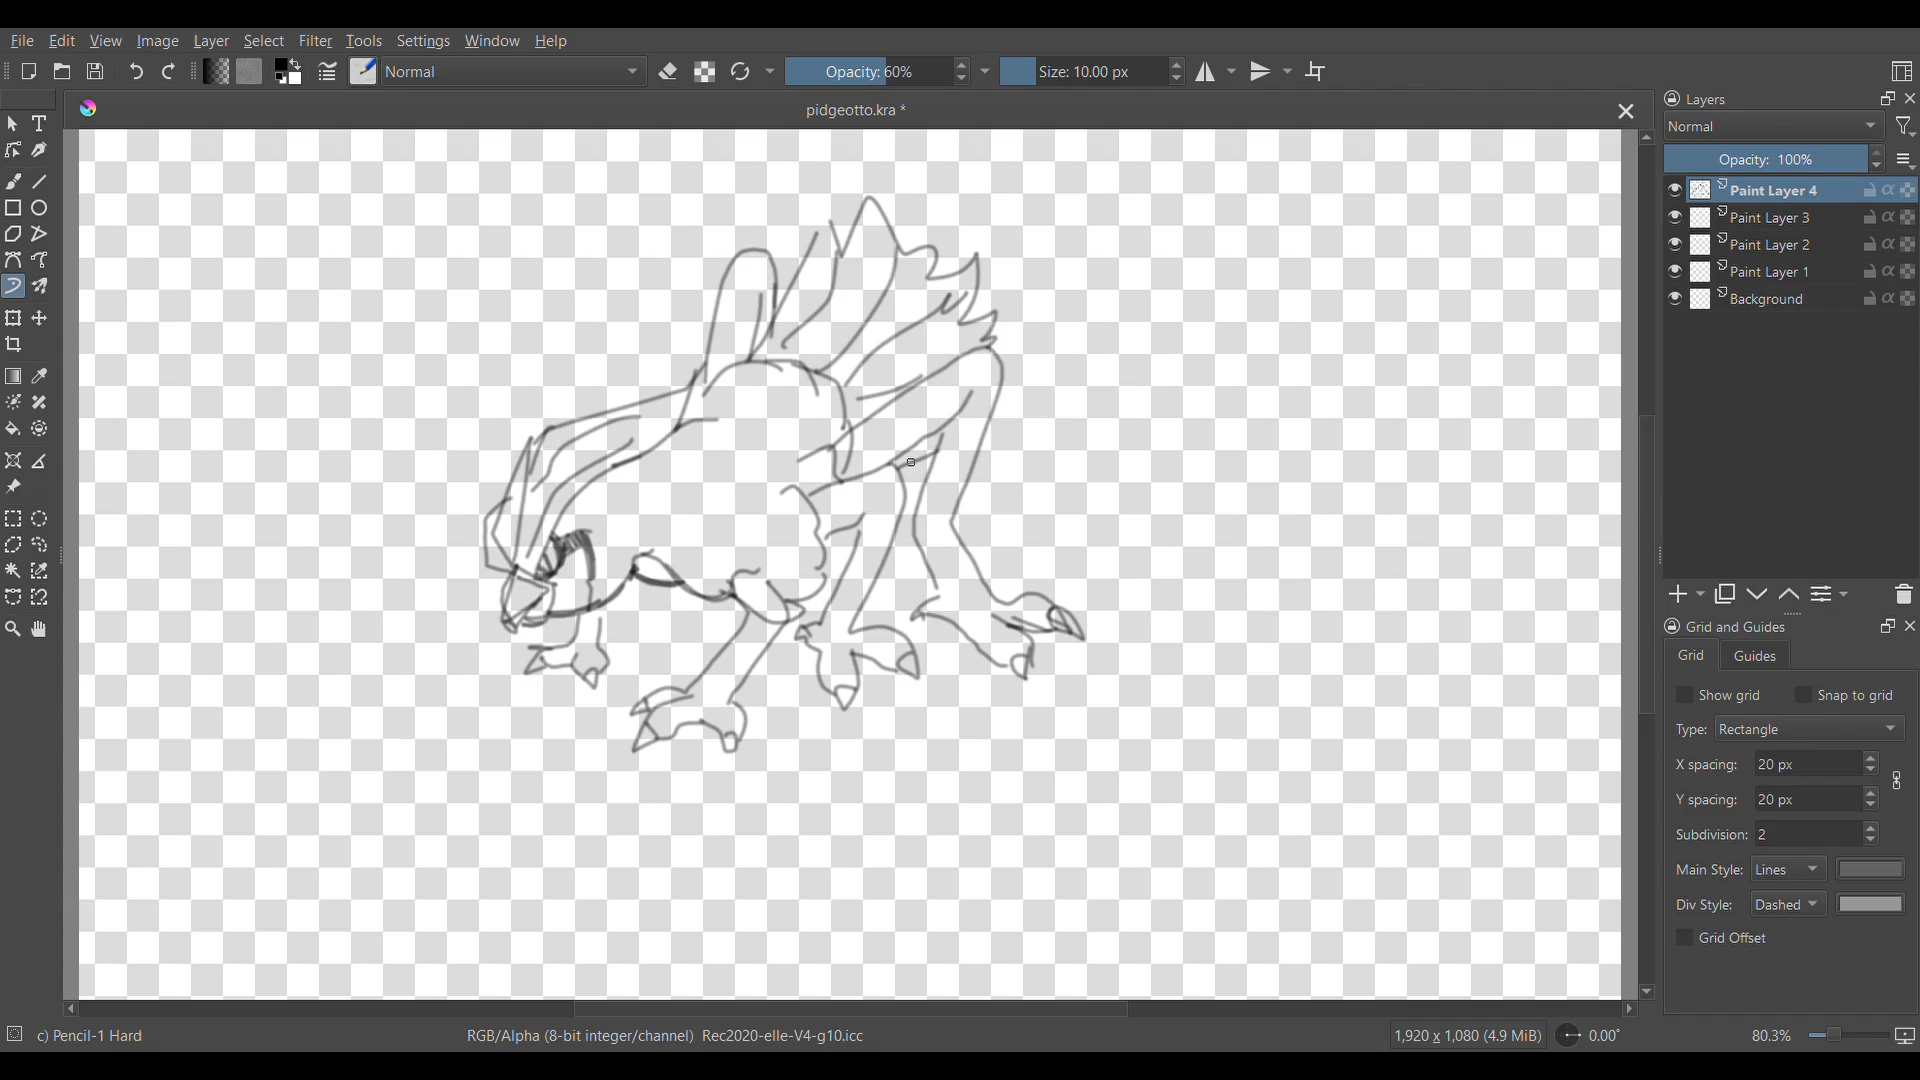 File Edit View Image Layer Select Filter Tools Settings Window Help
Normal Opacity: 60% Size: 10.00 px
pidgeotto.kra *
Layers
Normal
Opacity: 100%
Paint Layer 4
Paint Layer 3
Paint Layer 2
Paint Layer 1
Background
Grid and Guides
Grid Guides
Show grid Snap to grid
Type: Rectangle
X spacing: 20 px
Y spacing: 20 px
Subdivision: 2
Main Style: Lines
Div Style: Dashed
Grid Offset
c) Pencil-1 Hard RGB/Alpha (8-bit integer/channel) Rec2020-elle-V4-g10.icc 1,920 x 1,080 (4.9 MiB) 0.00° 80.3%